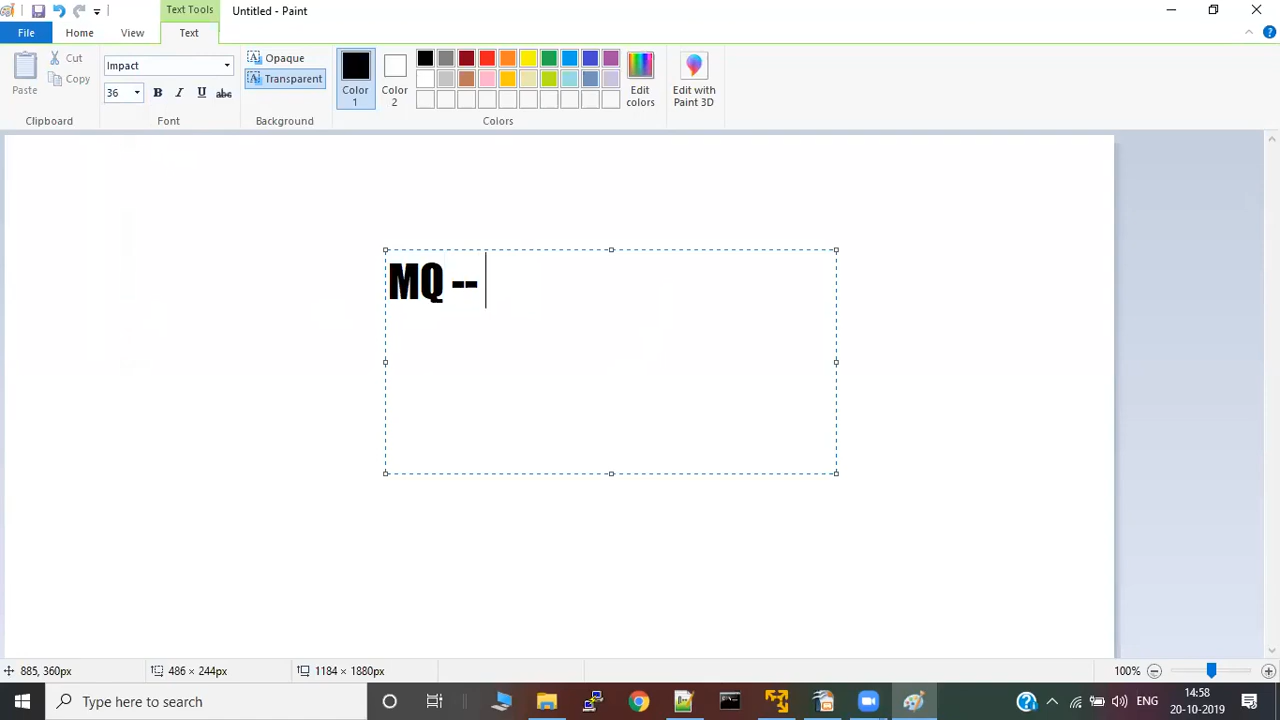 Text Tools
Untitled - Paint
File
Home
View
Text
Paste
Cut
Copy
Clipboard
Impact
36
B
I
U
abc
Font
Opaque
Transparent
Background
Color 1
Color 2
Edit colors
Colors
Edit with Paint 3D
MQ --
885, 360px
486 × 244px
1184 × 1880px
100%
Type here to search
ENG
14:58
20-10-2019